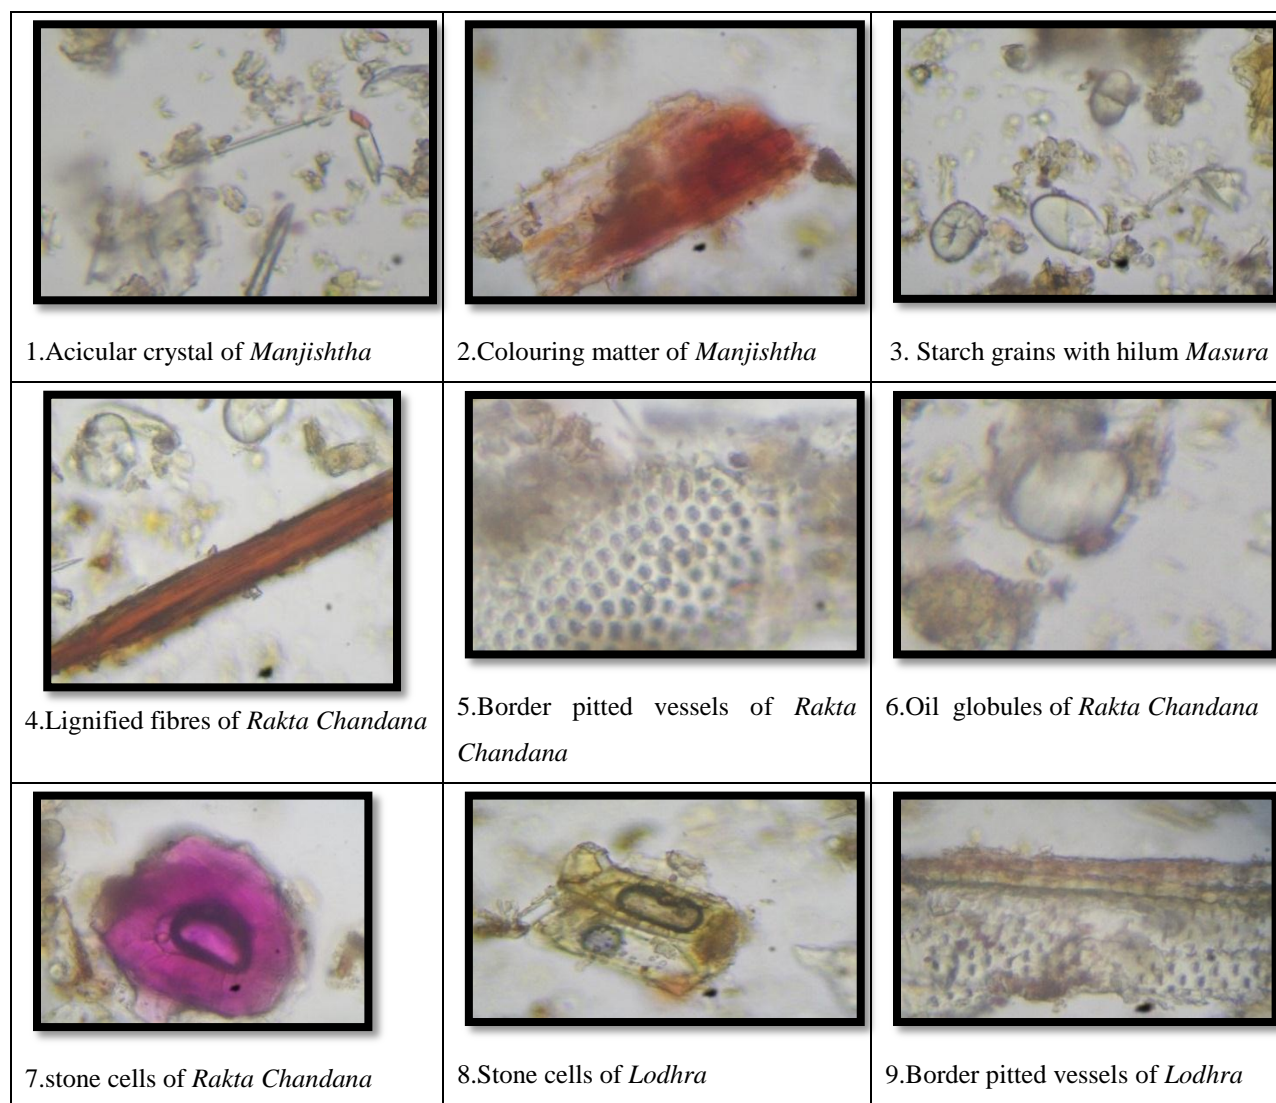 1.Acicular crystal of Manjishtha
2.Colouring matter of Manjishtha
3. Starch grains with hilum Masura
4.Lignified fibres of Rakta Chandana
5.Border pitted vessels of Rakta
Chandana
6.Oil globules of Rakta Chandana
7.stone cells of Rakta Chandana
8.Stone cells of Lodhra
9.Border pitted vessels of Lodhra